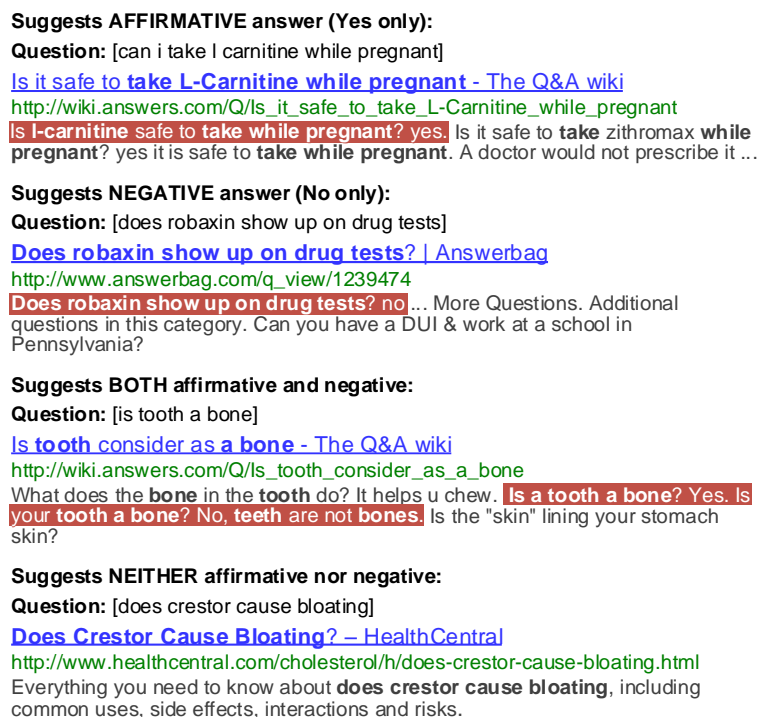 Suggests AFFIRMATIVE answer (Yes only):
Question: [can i take l carnitine while pregnant]
Is it safe to take L-Carnitine while pregnant - The Q&A wiki
http://wiki.answers.com/Q/Is_it_safe_to_take_L-Carnitine_while_pregnant
Is l-carnitine safe to take while pregnant? yes. Is it safe to take zithromax while
pregnant? yes it is safe to take while pregnant. A doctor would not prescribe it ...
Suggests NEGATIVE answer (No only):
Question: [does robaxin show up on drug tests]
Does robaxin show up on drug tests? | Answerbag
http://www.answerbag.com/q_view/1239474
Does robaxin show up on drug tests? no ... More Questions. Additional
questions in this category. Can you have a DUI & work at a school in
Pennsylvania?
Suggests BOTH affirmative and negative:
Question: [is tooth a bone]
Is tooth consider as a bone - The Q&A wiki
http://wiki.answers.com/Q/Is_tooth_consider_as_a_bone
What does the bone in the tooth do? It helps u chew. Is a tooth a bone? Yes. Is
your tooth a bone? No, teeth are not bones. Is the "skin" lining your stomach
skin?
Suggests NEITHER affirmative nor negative:
Question: [does crestor cause bloating]
Does Crestor Cause Bloating? – HealthCentral
http://www.healthcentral.com/cholesterol/h/does-crestor-cause-bloating.html
Everything you need to know about does crestor cause bloating, including
common uses, side effects, interactions and risks.